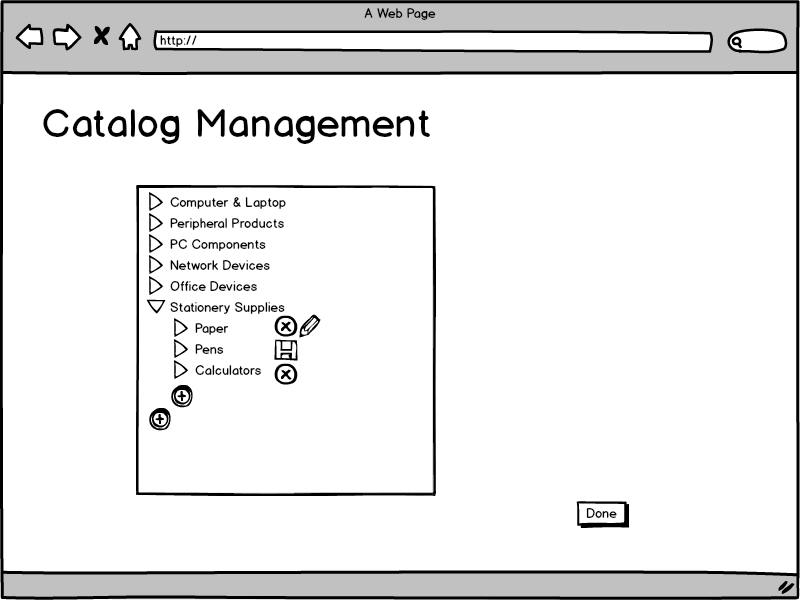 A Web Page
http://
Catalog Management
Computer & Laptop
Peripheral Products
PC Components
Network Devices
Office Devices
Stationery Supplies
Paper
Pens
Calculators
Done